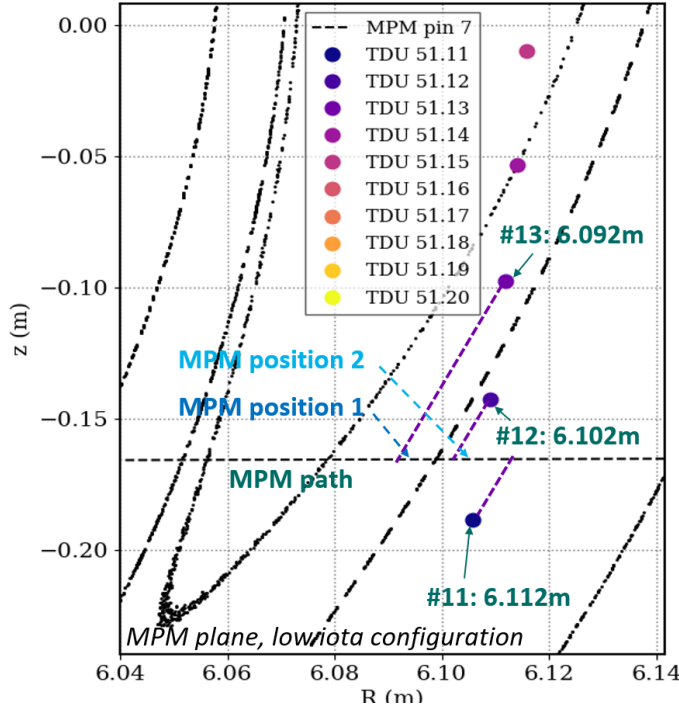 0.00
−0.05
−0.10
−0.15
−0.20
z (m)
MPM pin 7
TDU 51.11
TDU 51.12
TDU 51.13
TDU 51.14
TDU 51.15
TDU 51.16
TDU 51.17
TDU 51.18
TDU 51.19
TDU 51.20
#13: 6.092m
MPM position 2
MPM position 1
#12: 6.102m
MPM path
#11: 6.112m
MPM plane, low iota configuration
6.04
6.06
6.08
6.10
6.12
6.14
R (m)